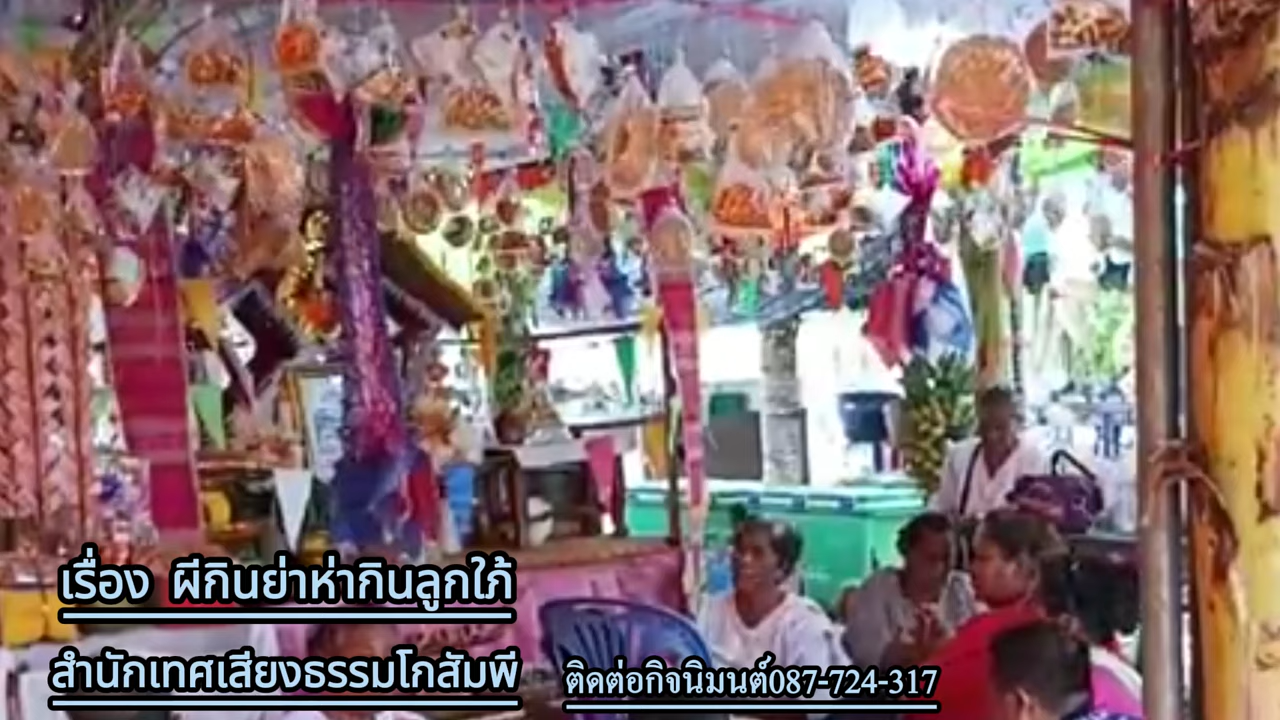 เรื่อง ผีกินย่าห่ากินลูกใภ้
สำนักเทศเสียงธรรมโกสัมพี
ติดต่อกิจนิมนต์087-724-317